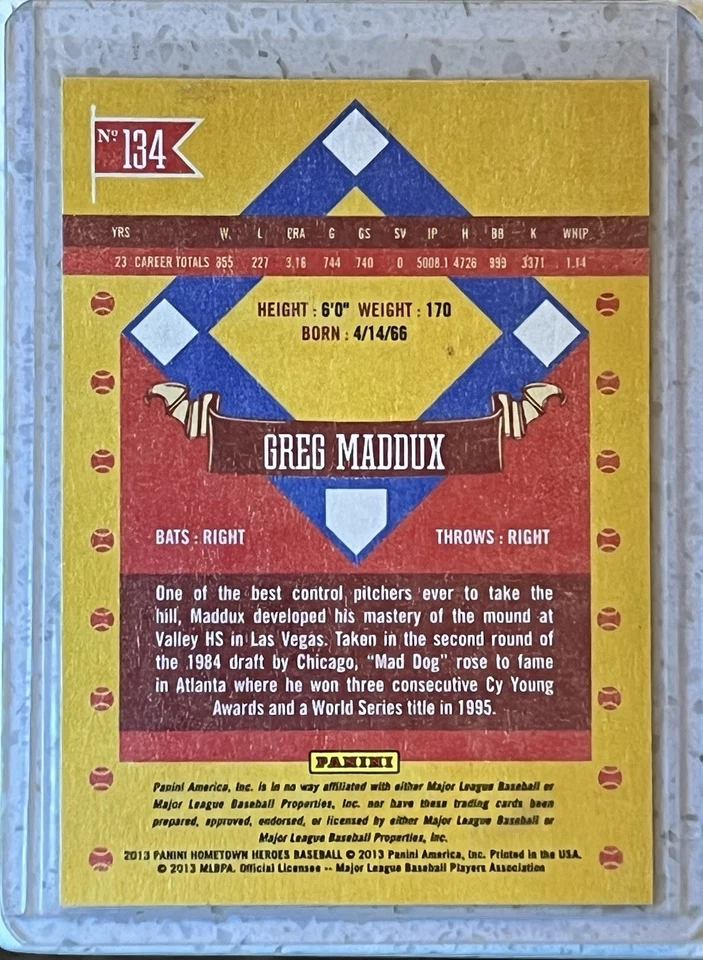 Nº 134
YRS W L ERA G GS SV IP H BB K WHIP
23 CAREER TOTALS 355 227 3.16 744 740 0 5008.1 4726 999 3371 1.14
HEIGHT : 6'0" WEIGHT : 170
BORN : 4/14/66
GREG MADDUX
BATS : RIGHT THROWS : RIGHT
One of the best control pitchers ever to take the
hill, Maddux developed his mastery of the mound at
Valley HS in Las Vegas. Taken in the second round of
the 1984 draft by Chicago, “Mad Dog” rose to fame
in Atlanta where he won three consecutive Cy Young
Awards and a World Series title in 1995.
PANINI
Panini America, Inc. is in no way affiliated with either Major League Baseball or
Major League Baseball Properties, Inc. nor have these trading cards been
prepared, approved, endorsed, or licensed by either Major League Baseball or
Major League Baseball Properties, Inc.
2013 PANINI HOMETOWN HEROES BASEBALL © 2013 Panini America, Inc. Printed in the USA.
© 2013 MLBPA. Official Licensee -- Major League Baseball Players Association